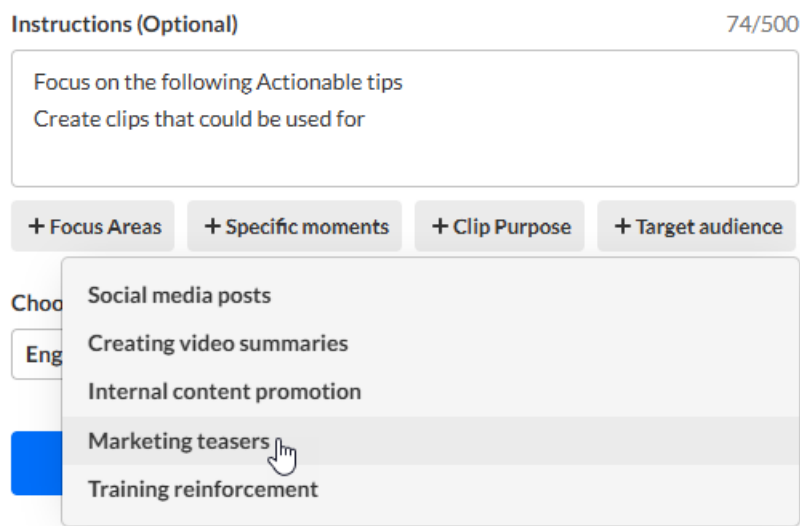 Instructions (Optional) 74/500
Focus on the following Actionable tips
Create clips that could be used for
+ Focus Areas + Specific moments + Clip Purpose + Target audience
Social media posts
Creating video summaries
Internal content promotion
Marketing teasers
Training reinforcement